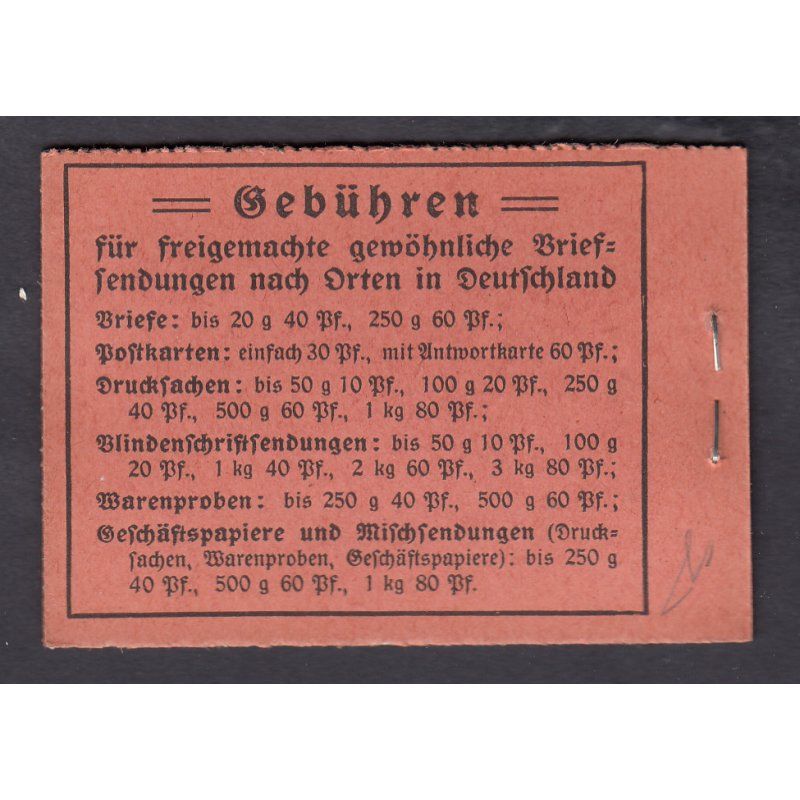 Gebühren
für freigemachte gewöhnliche Brief-
sendungen nach Orten in Deutschland
Briefe: bis 20 g 40 Pf., 250 g 60 Pf.;
Postkarten: einfach 30 Pf., mit Antwortkarte 60 Pf.;
Drucksachen: bis 50 g 10 Pf., 100 g 20 Pf., 250 g
40 Pf., 500 g 60 Pf., 1 kg 80 Pf.;
Blindenschriftsendungen: bis 50 g 10 Pf., 100 g
20 Pf., 1 kg 40 Pf., 2 kg 60 Pf., 3 kg 80 Pf.;
Warenproben: bis 250 g 40 Pf., 500 g 60 Pf.;
Geschäftspapiere und Mischsendungen (Druck-
sachen, Warenproben, Geschäftspapiere): bis 250 g
40 Pf., 500 g 60 Pf., 1 kg 80 Pf.